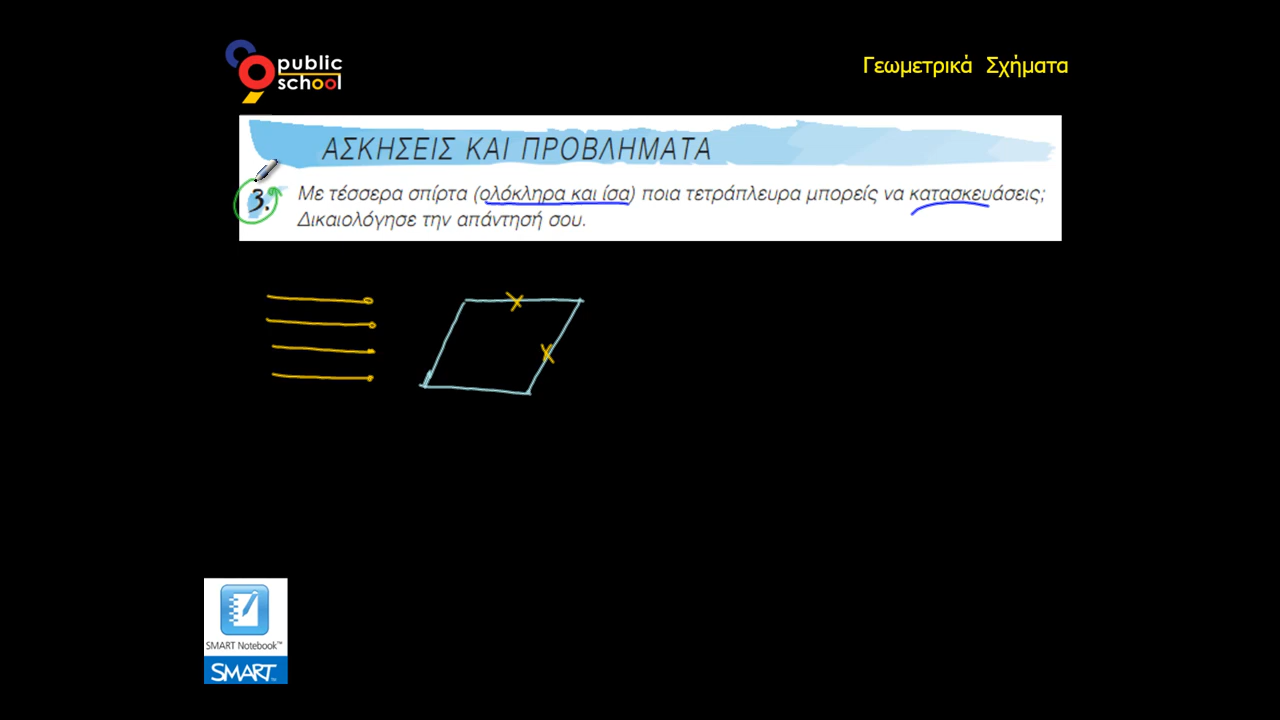 public
school
Γεωμετρικά Σχήματα
ΑΣΚΗΣΕΙΣ ΚΑΙ ΠΡΟΒΛΗΜΑΤΑ
3. Με τέσσερα σπίρτα (ολόκληρα και ίσα) ποια τετράπλευρα μπορείς να κατασκευάσεις;
Δικαιολόγησε την απάντησή σου.
SMART Notebook™
SMART